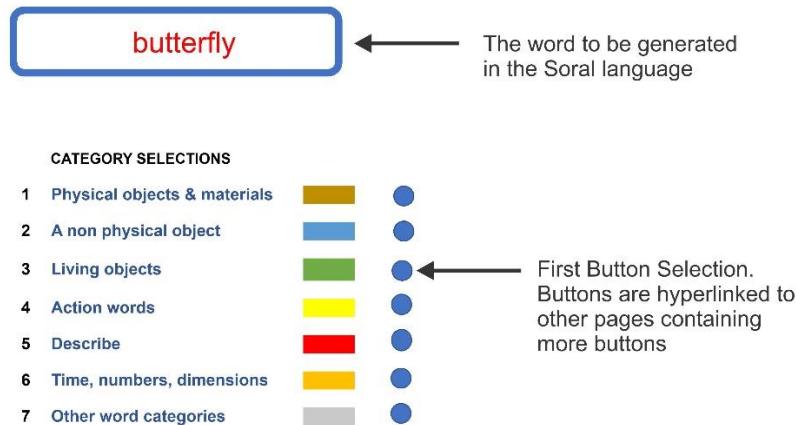 butterfly
The word to be generated
in the Soral language
CATEGORY SELECTIONS
1 Physical objects & materials
2 A non physical object
3 Living objects
4 Action words
5 Describe
6 Time, numbers, dimensions
7 Other word categories
First Button Selection.
Buttons are hyperlinked to
other pages containing
more buttons